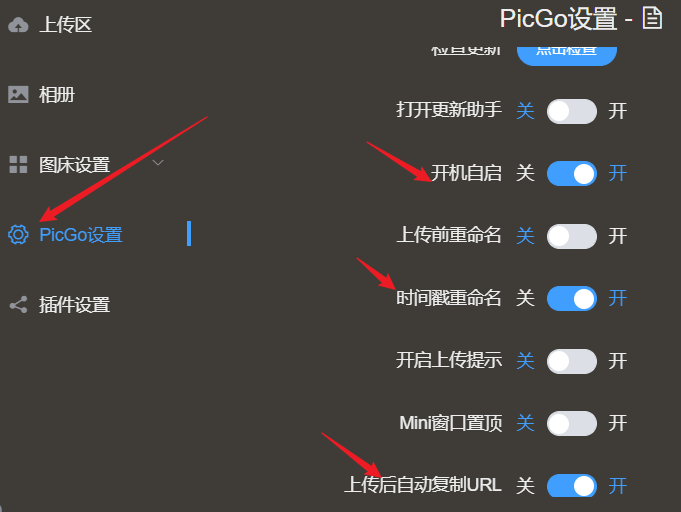 上传区
相册
图床设置
PicGo设置
插件设置
PicGo设置 -
检查更新 点击检查
打开更新助手 关 开
开机自启 关 开
上传前重命名 关 开
时间戳重命名 关 开
开启上传提示 关 开
Mini窗口置顶 关 开
上传后自动复制URL 关 开